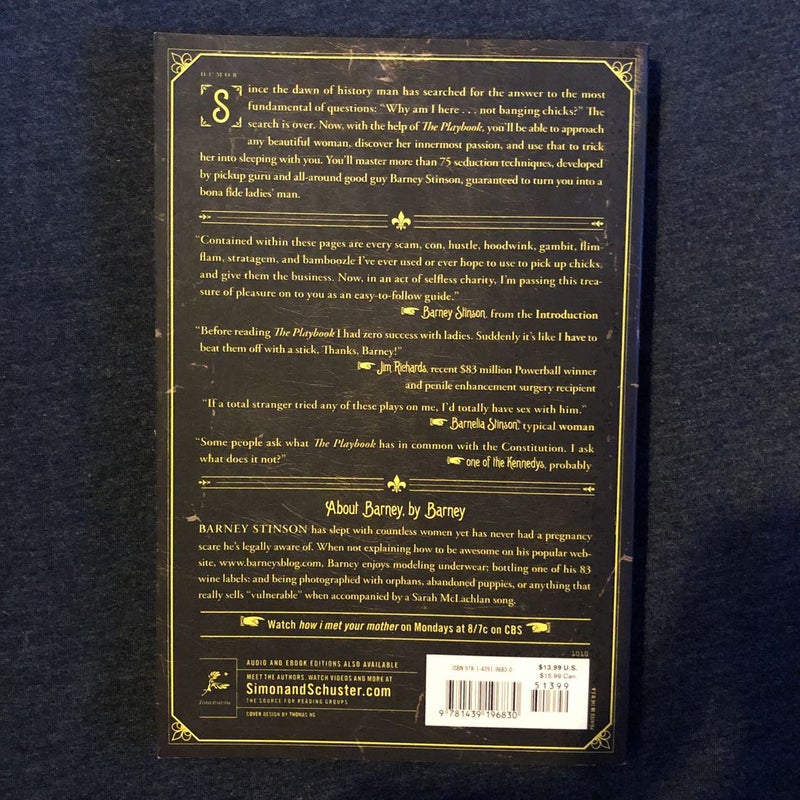 HUMOR
Since the dawn of history man has searched for the answer to the most
fundamental of questions: “Why am I here . . . not banging chicks?” The
search is over. Now, with the help of The Playbook, you'll be able to approach
any beautiful woman, discover her innermost passion, and use that to trick
her into sleeping with you. You'll master more than 75 seduction techniques, developed
by pickup guru and all-around good guy Barney Stinson, guaranteed to turn you into a
bona fide ladies' man.
“Contained within these pages are every scam, con, hustle, hoodwink, gambit, flim-
flam, stratagem, and bamboozle I've ever used or ever hope to use to pick up chicks,
and give them the business. Now, in an act of selfless charity, I'm passing this trea-
sure of pleasure on to you as an easy-to-follow guide.”
Barney Stinson, from the Introduction
“Before reading The Playbook I had zero success with ladies. Suddenly it's like I have to
beat them off with a stick. Thanks, Barney!”
Jim Richards, recent $83 million Powerball winner
and penile enhancement surgery recipient
“If a total stranger tried any of these plays on me, I'd totally have sex with him.”
Barnelia Stinson, typical woman
“Some people ask what The Playbook has in common with the Constitution. I ask
what does it not?” one of the Kennedys, probably
About Barney, by Barney
BARNEY STINSON has slept with countless women yet has never had a pregnancy
scare he's legally aware of. When not explaining how to be awesome on his popular web-
site, www.barneysblog.com, Barney enjoys modeling underwear; bottling one of his 83
wine labels; and being photographed with orphans, abandoned puppies, or anything that
really sells “vulnerable” when accompanied by a Sarah McLachlan song.
Watch how i met your mother on Mondays at 8/7c on CBS
1010
AUDIO AND EBOOK EDITIONS ALSO AVAILABLE
MEET THE AUTHORS, WATCH VIDEOS AND MORE AT
SimonandSchuster.com
THE SOURCE FOR READING GROUPS
COVER DESIGN BY THOMAS NG
TOUCHSTONE
ISBN 978-1-4391-9683-0
$13.99 U.S.
$15.99 Can.
51399
9 781439 196830
PRINTED IN THE U.S.A.